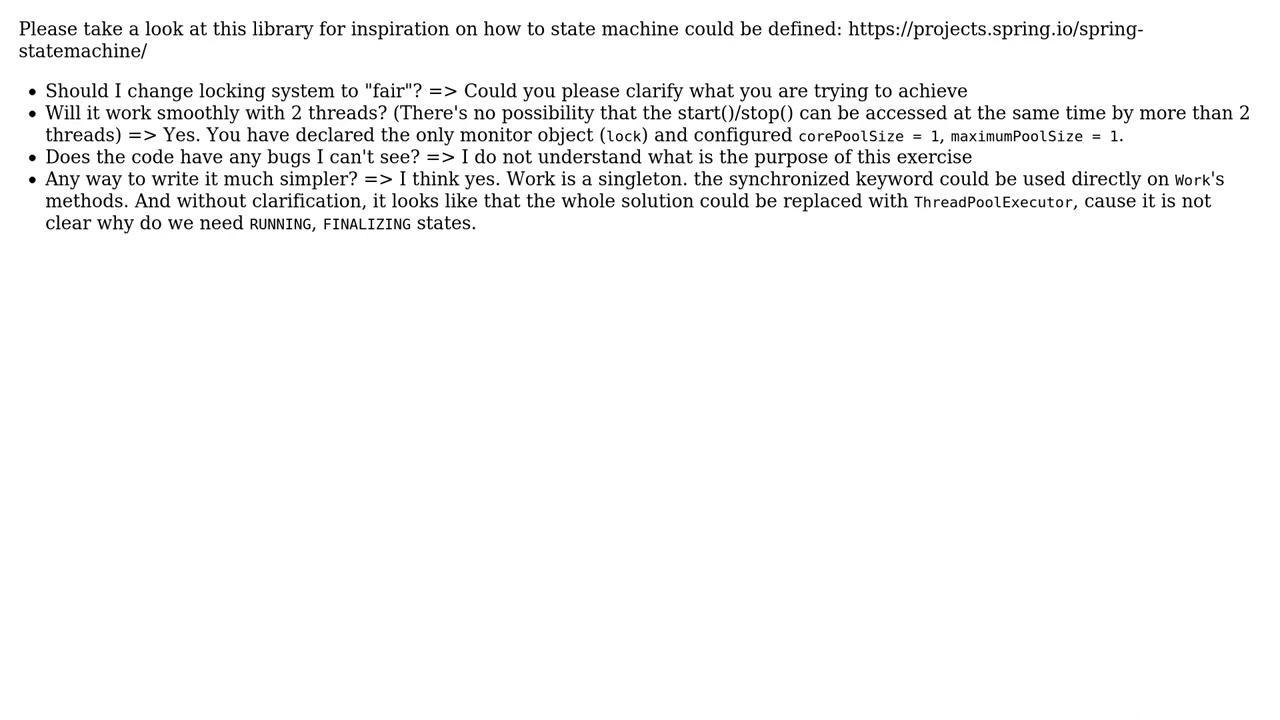 Please take a look at this library for inspiration on how to state machine could be defined: https://projects.spring.io/spring-
statemachine/
• Should I change locking system to "fair"? => Could you please clarify what you are trying to achieve
• Will it work smoothly with 2 threads? (There's no possibility that the start()/stop() can be accessed at the same time by more than 2
threads) => Yes. You have declared the only monitor object (lock) and configured corePoolSize = 1, maximumPoolSize = 1.
• Does the code have any bugs I can't see? => I do not understand what is the purpose of this exercise
• Any way to write it much simpler? => I think yes. Work is a singleton. the synchronized keyword could be used directly on Work's
methods. And without clarification, it looks like that the whole solution could be replaced with ThreadPoolExecutor, cause it is not
clear why do we need RUNNING, FINALIZING states.